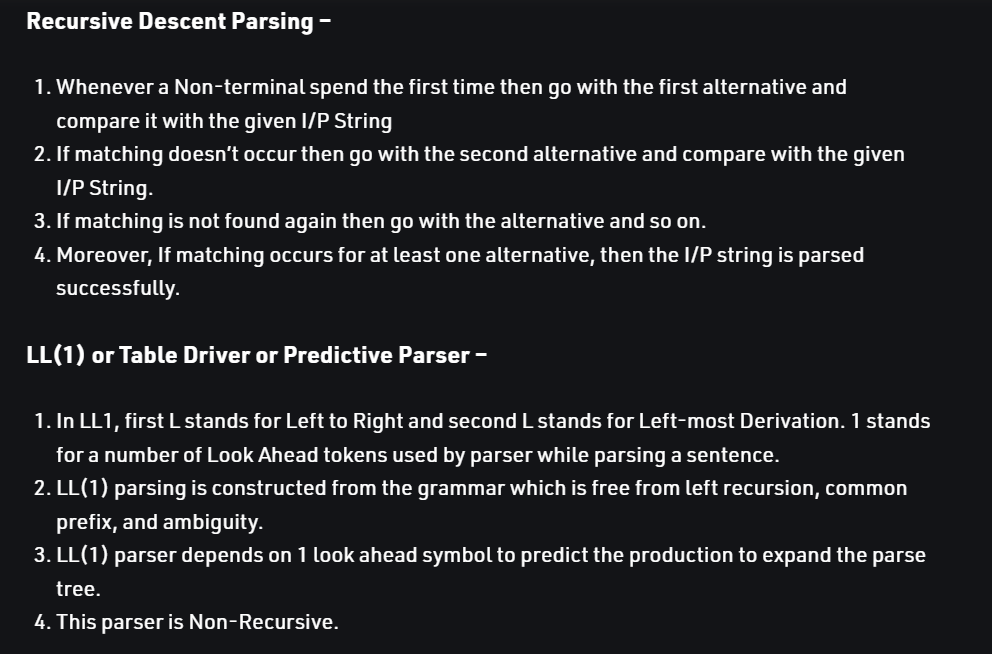 Recursive Descent Parsing –
1. Whenever a Non-terminal spend the first time then go with the first alternative and
compare it with the given I/P String
2. If matching doesn’t occur then go with the second alternative and compare with the given
I/P String.
3. If matching is not found again then go with the alternative and so on.
4. Moreover, If matching occurs for at least one alternative, then the I/P string is parsed
successfully.
LL(1) or Table Driver or Predictive Parser –
1. In LL1, first L stands for Left to Right and second L stands for Left-most Derivation. 1 stands
for a number of Look Ahead tokens used by parser while parsing a sentence.
2. LL(1) parsing is constructed from the grammar which is free from left recursion, common
prefix, and ambiguity.
3. LL(1) parser depends on 1 look ahead symbol to predict the production to expand the parse
tree.
4. This parser is Non-Recursive.